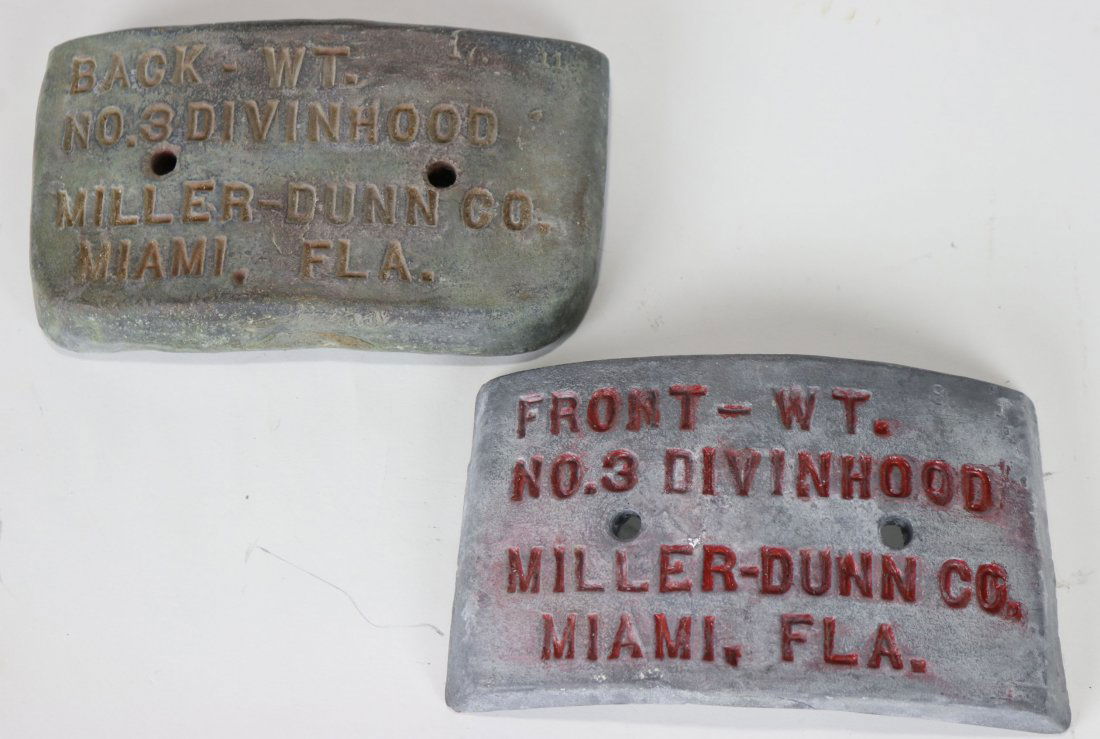 BACK - WT.
NO.3 DIVINHOOD
MILLER-DUNN CO.
MIAMI, FLA.
FRONT - WT.
NO.3 DIVINHOOD
MILLER-DUNN CO.
MIAMI, FLA.